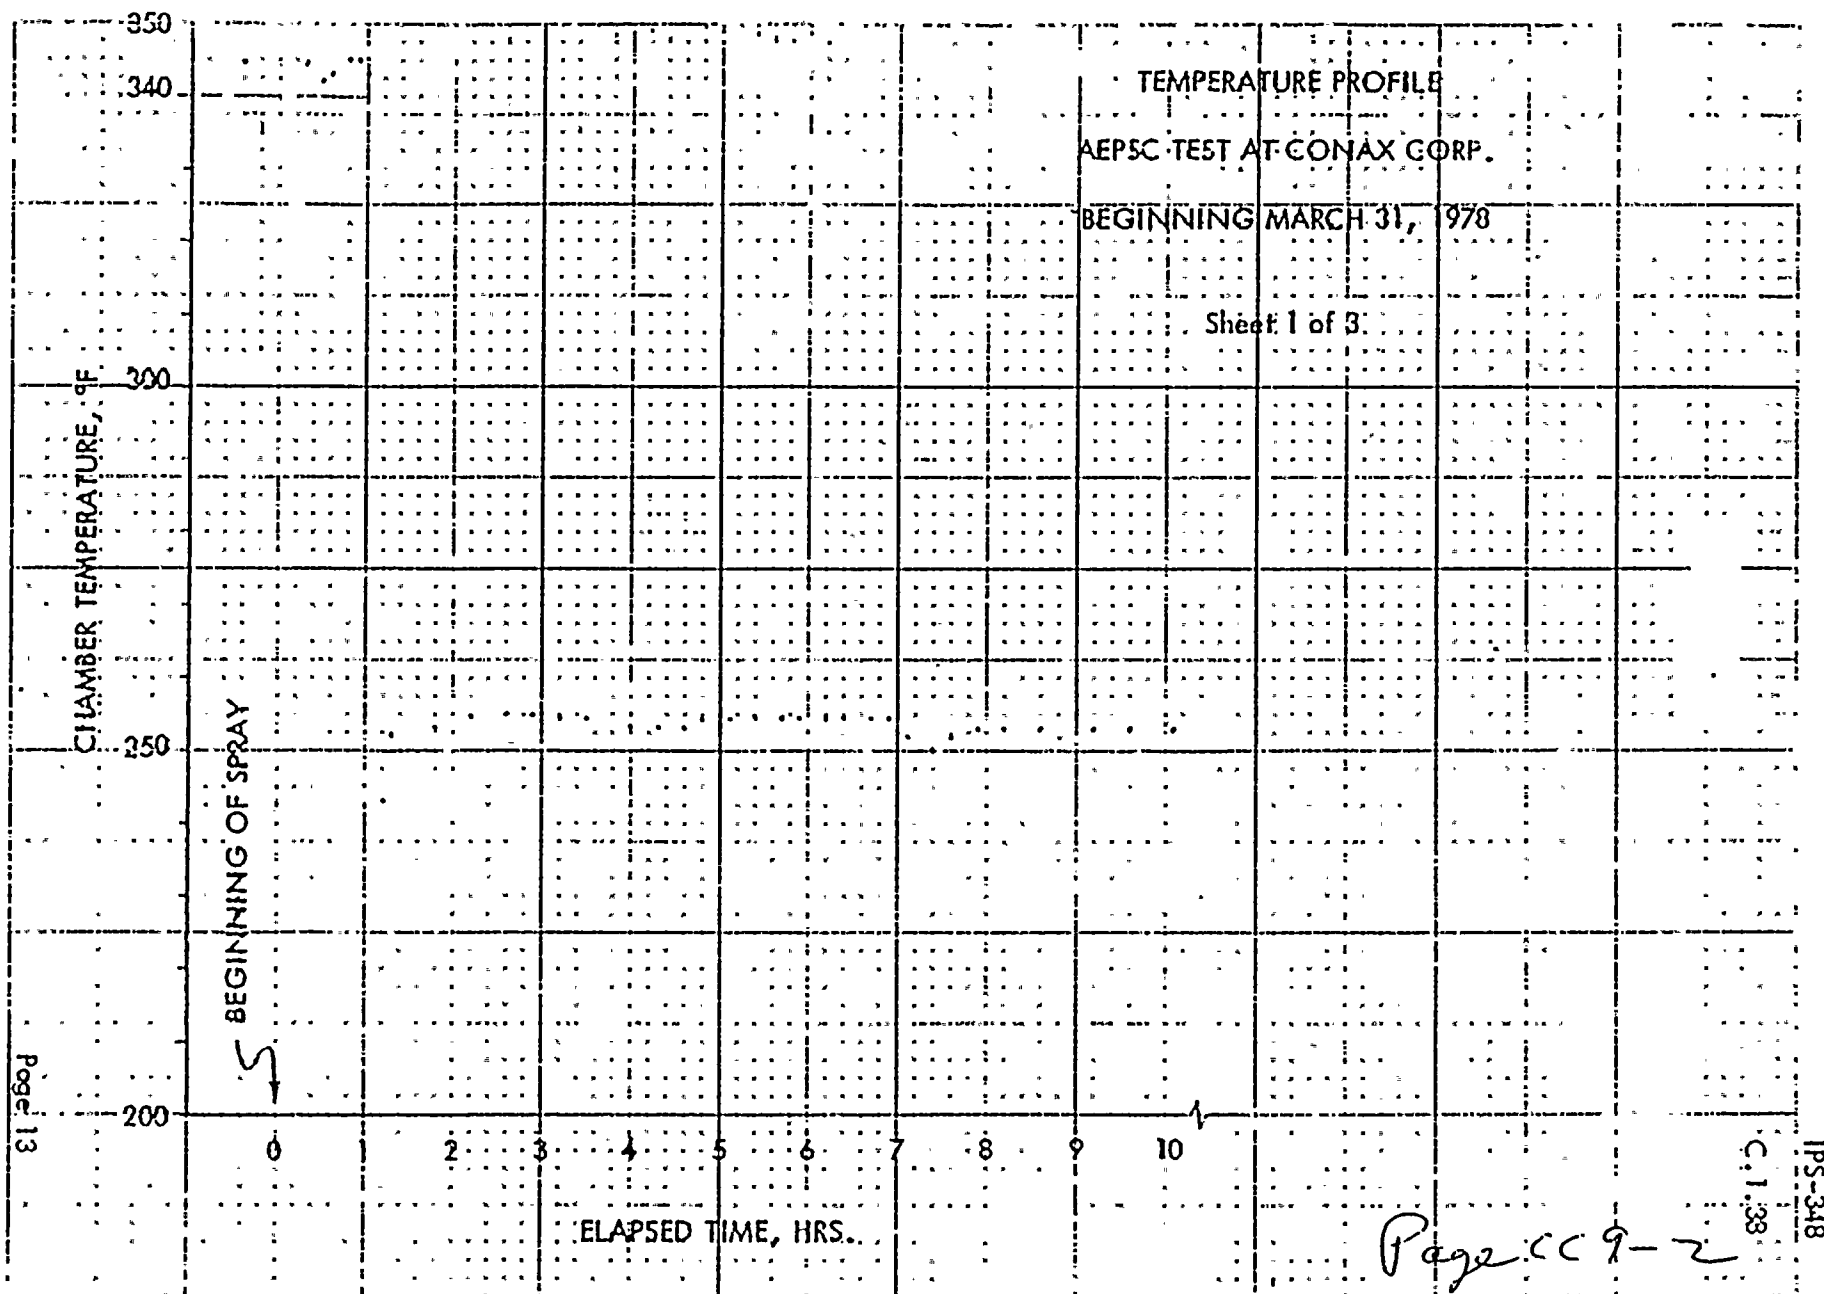 TEMPERATURE PROFILE
AEPSC TEST AT CONAX CORP.
BEGINNING MARCH 31, 1978
Sheet 1 of 3
CHAMBER TEMPERATURE, °F
350
340
300
250
200
BEGINNING OF SPRAY
0 1 2 3 4 5 6 7 8 9 10
ELAPSED TIME, HRS.
Page 13
IPS-348
C.1.33
Page CC 9-2